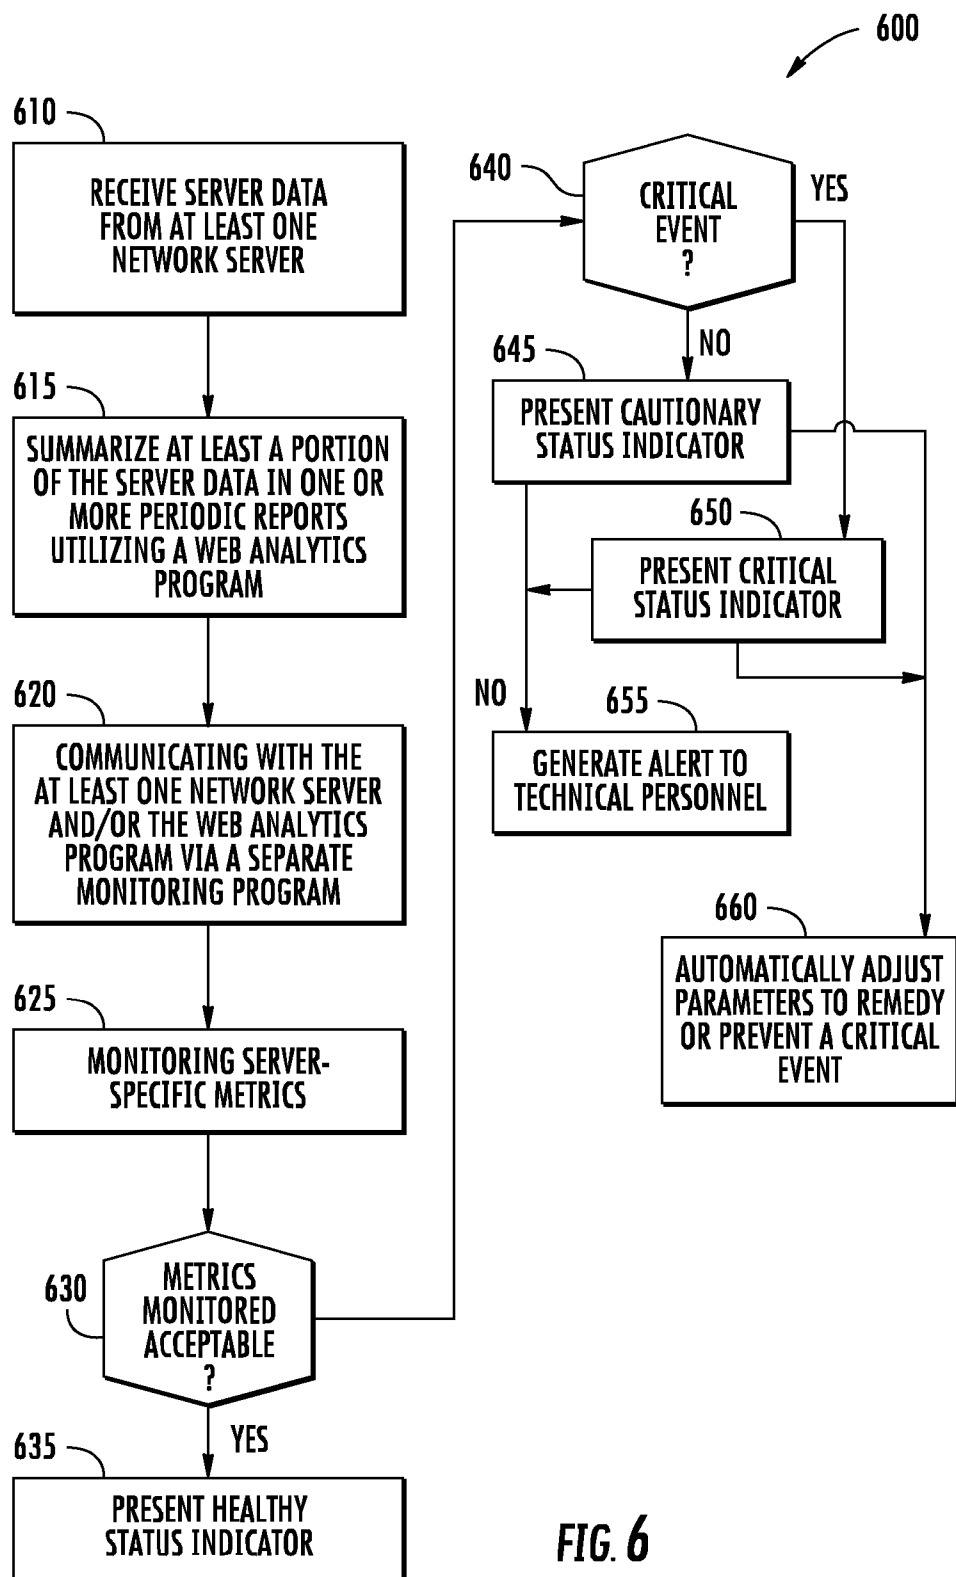 600
610
RECEIVE SERVER DATA
FROM AT LEAST ONE
NETWORK SERVER
615
SUMMARIZE AT LEAST A PORTION
OF THE SERVER DATA IN ONE OR
MORE PERIODIC REPORTS
UTILIZING A WEB ANALYTICS
PROGRAM
620
COMMUNICATING WITH THE
AT LEAST ONE NETWORK SERVER
AND/OR THE WEB ANALYTICS
PROGRAM VIA A SEPARATE
MONITORING PROGRAM
625
MONITORING SERVER-
SPECIFIC METRICS
630
METRICS
MONITORED
ACCEPTABLE
?
YES
635
PRESENT HEALTHY
STATUS INDICATOR
640
CRITICAL
EVENT
?
YES
NO
645
PRESENT CAUTIONARY
STATUS INDICATOR
650
PRESENT CRITICAL
STATUS INDICATOR
NO
655
GENERATE ALERT TO
TECHNICAL PERSONNEL
660
AUTOMATICALLY ADJUST
PARAMETERS TO REMEDY
OR PREVENT A CRITICAL
EVENT
FIG. 6